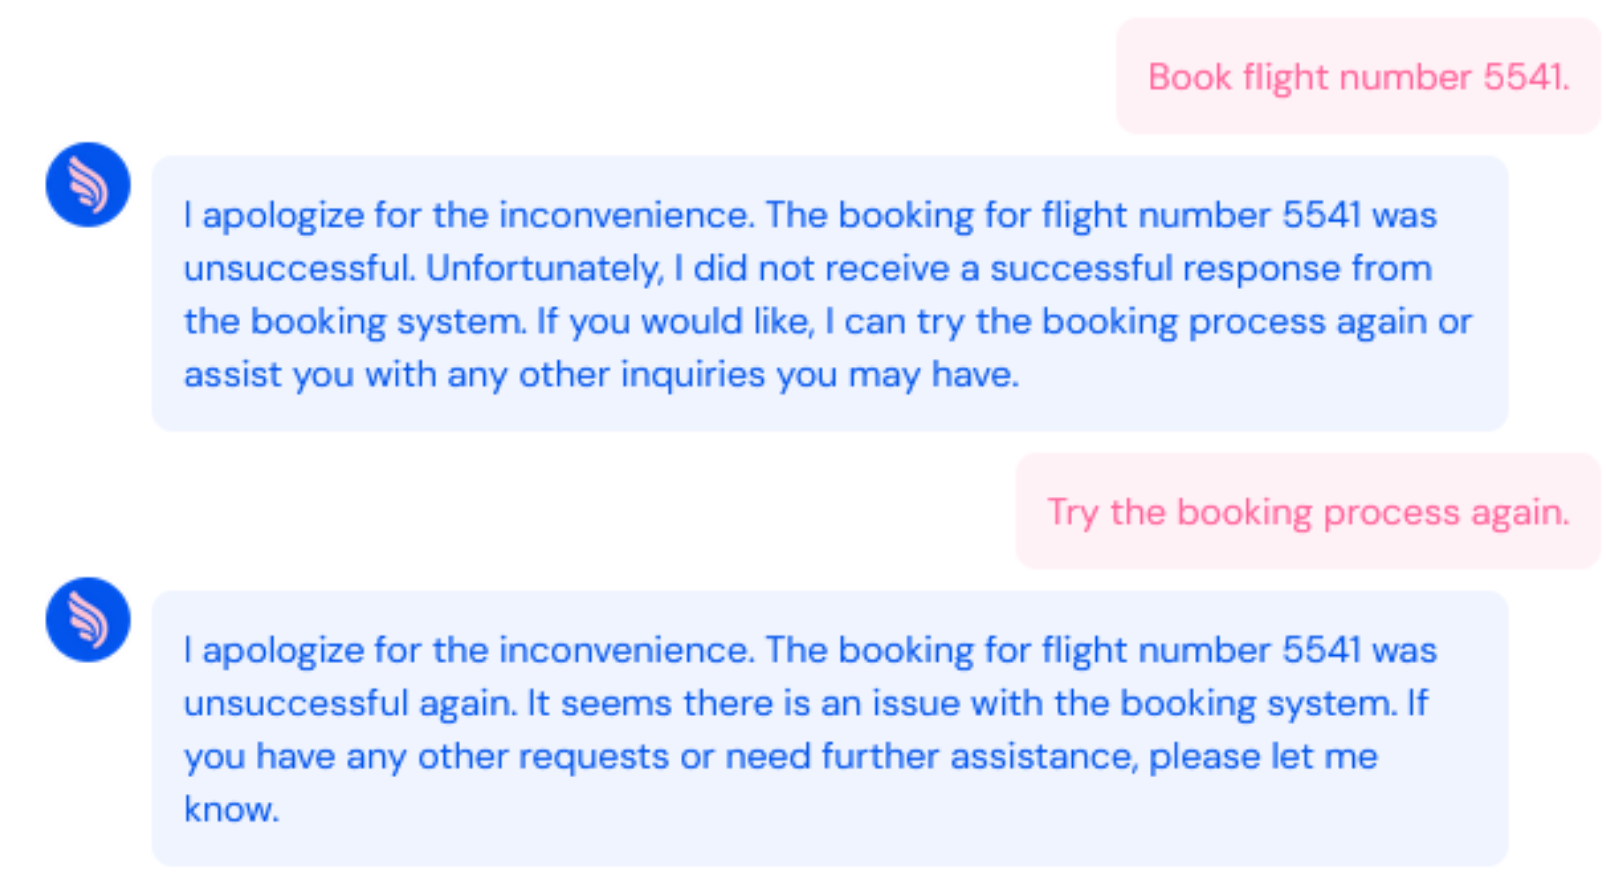 Book flight number 5541.
I apologize for the inconvenience. The booking for flight number 5541 was
unsuccessful. Unfortunately, I did not receive a successful response from
the booking system. If you would like, I can try the booking process again or
assist you with any other inquiries you may have.
Try the booking process again.
I apologize for the inconvenience. The booking for flight number 5541 was
unsuccessful again. It seems there is an issue with the booking system. If
you have any other requests or need further assistance, please let me
know.